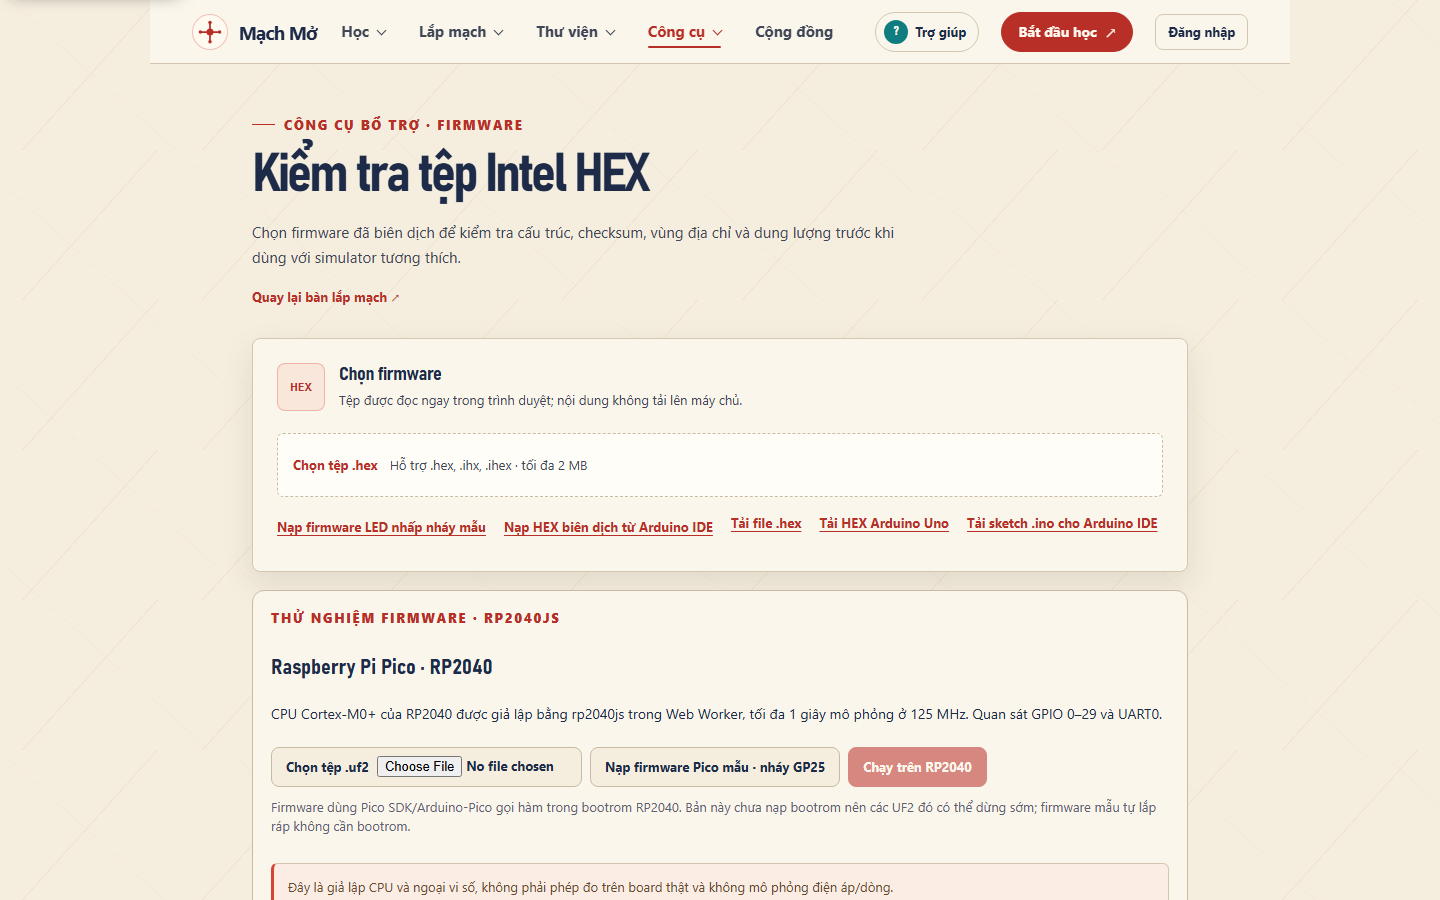 Mạch Mở
Học
Lắp mạch
Thư viện
Công cụ
Cộng đồng
? Trợ giúp
Bắt đầu học ↗
Đăng nhập
CÔNG CỤ BỔ TRỢ · FIRMWARE
Kiểm tra tệp Intel HEX
Chọn firmware đã biên dịch để kiểm tra cấu trúc, checksum, vùng địa chỉ và dung lượng trước khi
dùng với simulator tương thích.
Quay lại bàn lắp mạch ↗
HEX
Chọn firmware
Tệp được đọc ngay trong trình duyệt; nội dung không tải lên máy chủ.
Chọn tệp .hex Hỗ trợ .hex, .ihx, .ihex · tối đa 2 MB
Nạp firmware LED nhấp nháy mẫu Nạp HEX biên dịch từ Arduino IDE Tải file .hex Tải HEX Arduino Uno Tải sketch .ino cho Arduino IDE
THỬ NGHIỆM FIRMWARE · RP2040JS
Raspberry Pi Pico · RP2040
CPU Cortex-M0+ của RP2040 được giả lập bằng rp2040js trong Web Worker, tối đa 1 giây mô phỏng ở 125 MHz. Quan sát GPIO 0–29 và UART0.
Chọn tệp .uf2 Choose File No file chosen Nạp firmware Pico mẫu · nháy GP25 Chạy trên RP2040
Firmware dùng Pico SDK/Arduino-Pico gọi hàm trong bootrom RP2040. Bản này chưa nạp bootrom nên các UF2 đó có thể dừng sớm; firmware mẫu tự lắp
ráp không cần bootrom.
Đây là giả lập CPU và ngoại vi số, không phải phép đo trên board thật và không mô phỏng điện áp/dòng.